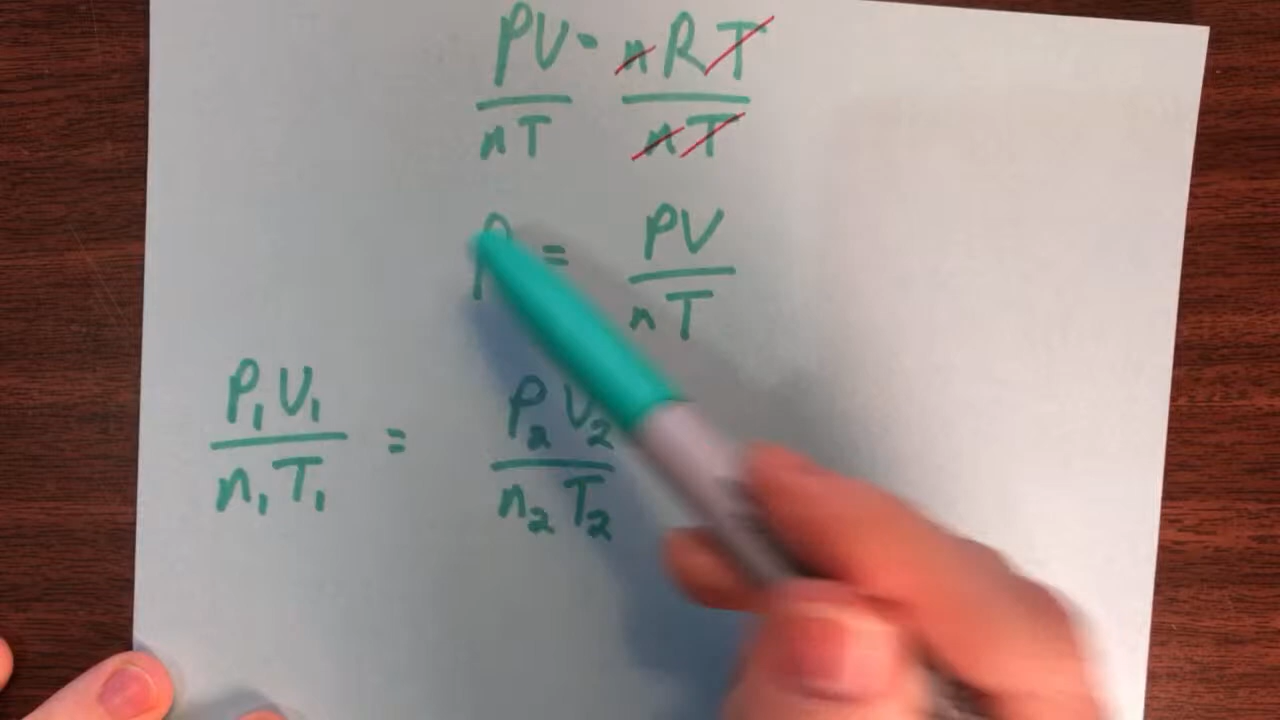 PV = nRT
nT nT
= PV
nT
P₁V₁ = P₂V₂
n₁T₁ n₂T₂